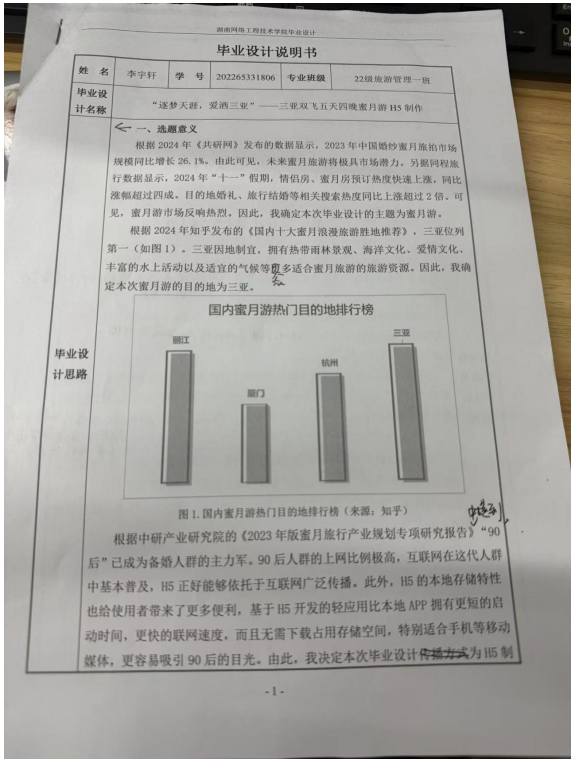 湖南网络工程技术学院毕业设计
毕业设计说明书
姓 名 李宇轩 学 号 202265331806 专业班级 22级旅游管理一班
毕业设
计名称
“逐梦天涯，爱洒三亚”——三亚双飞五天四晚蜜月游 H5 制作
一、选题意义
根据 2024 年《共研网》发布的数据显示，2023 年中国婚纱蜜月旅拍市场
规模同比增长 26.1%。由此可见，未来蜜月旅游将极具市场潜力。另据同程旅
行数据显示，2024 年“十一”假期，情侣房、蜜月房预订热度快速上涨，同比
涨幅超过四成。目的地婚礼、旅行结婚等相关搜索热度同比上涨超过 2 倍。可
见，蜜月游市场反响热烈。因此，我确定本次毕业设计的主题为蜜月游。
根据 2024 年知乎发布的《国内十大蜜月浪漫旅游胜地推荐》，三亚位列
第一（如图 1）。三亚因地制宜，拥有热带雨林景观、海洋文化、爱情文化、
丰富的水上活动以及适宜的气候等更多适合蜜月旅游的旅游资源。因此，我确
众
定本次蜜月游的目的地为三亚。
国内蜜月游热门目的地排行榜
丽江
厦门
杭州
三亚
毕业设
计思路
图 1.国内蜜月游热门目的地排行榜（来源：知乎）
根据中研产业研究院的《2023 年版蜜月旅行产业规划专项研究报告》“90
后”已成为备婚人群的主力军。90 后人群的上网比例极高，互联网在这代人群
中基本普及，H5 正好能够依托于互联网广泛传播。此外，H5 的本地存储特性
也给使用者带来了更多便利，基于 H5 开发的轻应用比本地 APP 拥有更短的启
动时间、更快的联网速度，而且无需下载占用存储空间，特别适合手机等移动
媒体，更容易吸引 90 后的目光。由此，我决定本次毕业设计传播方式为 H5 制
- 1 -